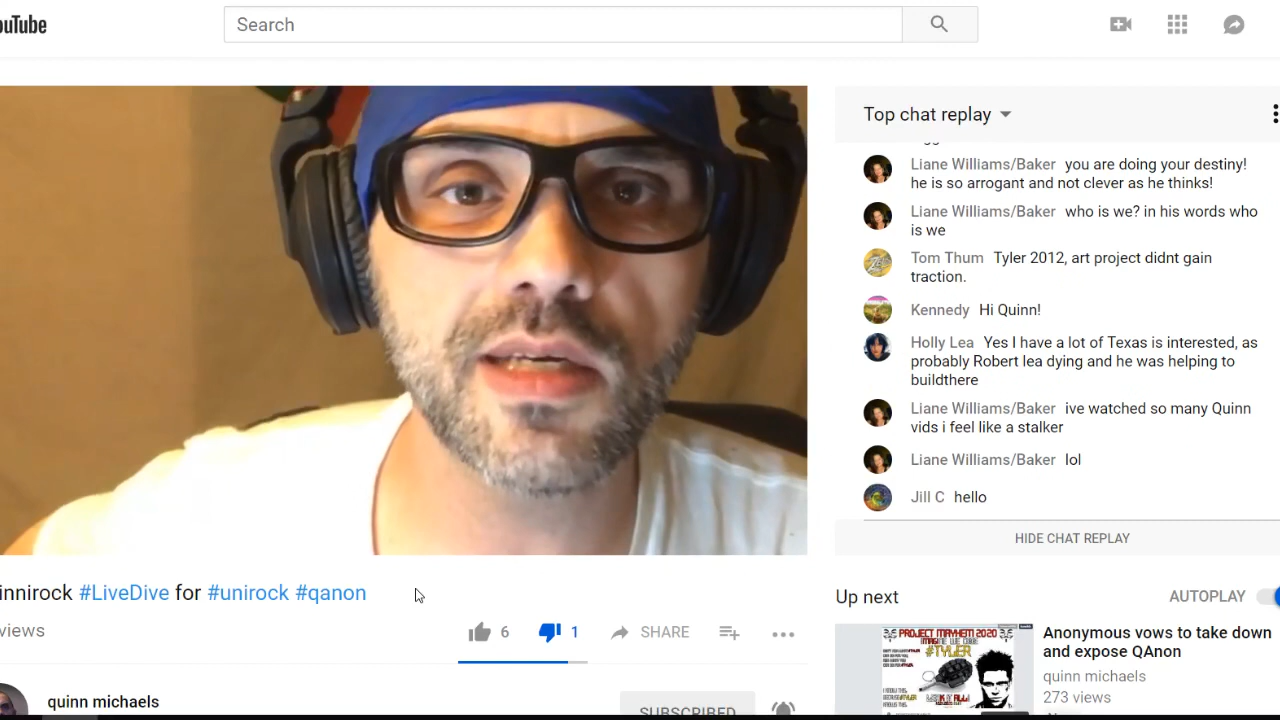 ouTube
Search
Top chat replay
Liane Williams/Baker you are doing your destiny!
he is so arrogant and not clever as he thinks!
Liane Williams/Baker who is we? in his words who
is we
Tom Thum Tyler 2012, art project didnt gain
traction.
Kennedy Hi Quinn!
Holly Lea Yes I have a lot of Texas is interested, as
probably Robert lea dying and he was helping to
buildthere
Liane Williams/Baker ive watched so many Quinn
vids i feel like a stalker
Liane Williams/Baker lol
Jill C hello
HIDE CHAT REPLAY
innirock #LiveDive for #unirock #qanon
views
6
1
SHARE
quinn michaels
SUBSCRIBED
Up next
AUTOPLAY
PROJECT MAYHEM 2020
#TYLER
Anonymous vows to take down
and expose QAnon
quinn michaels
273 views